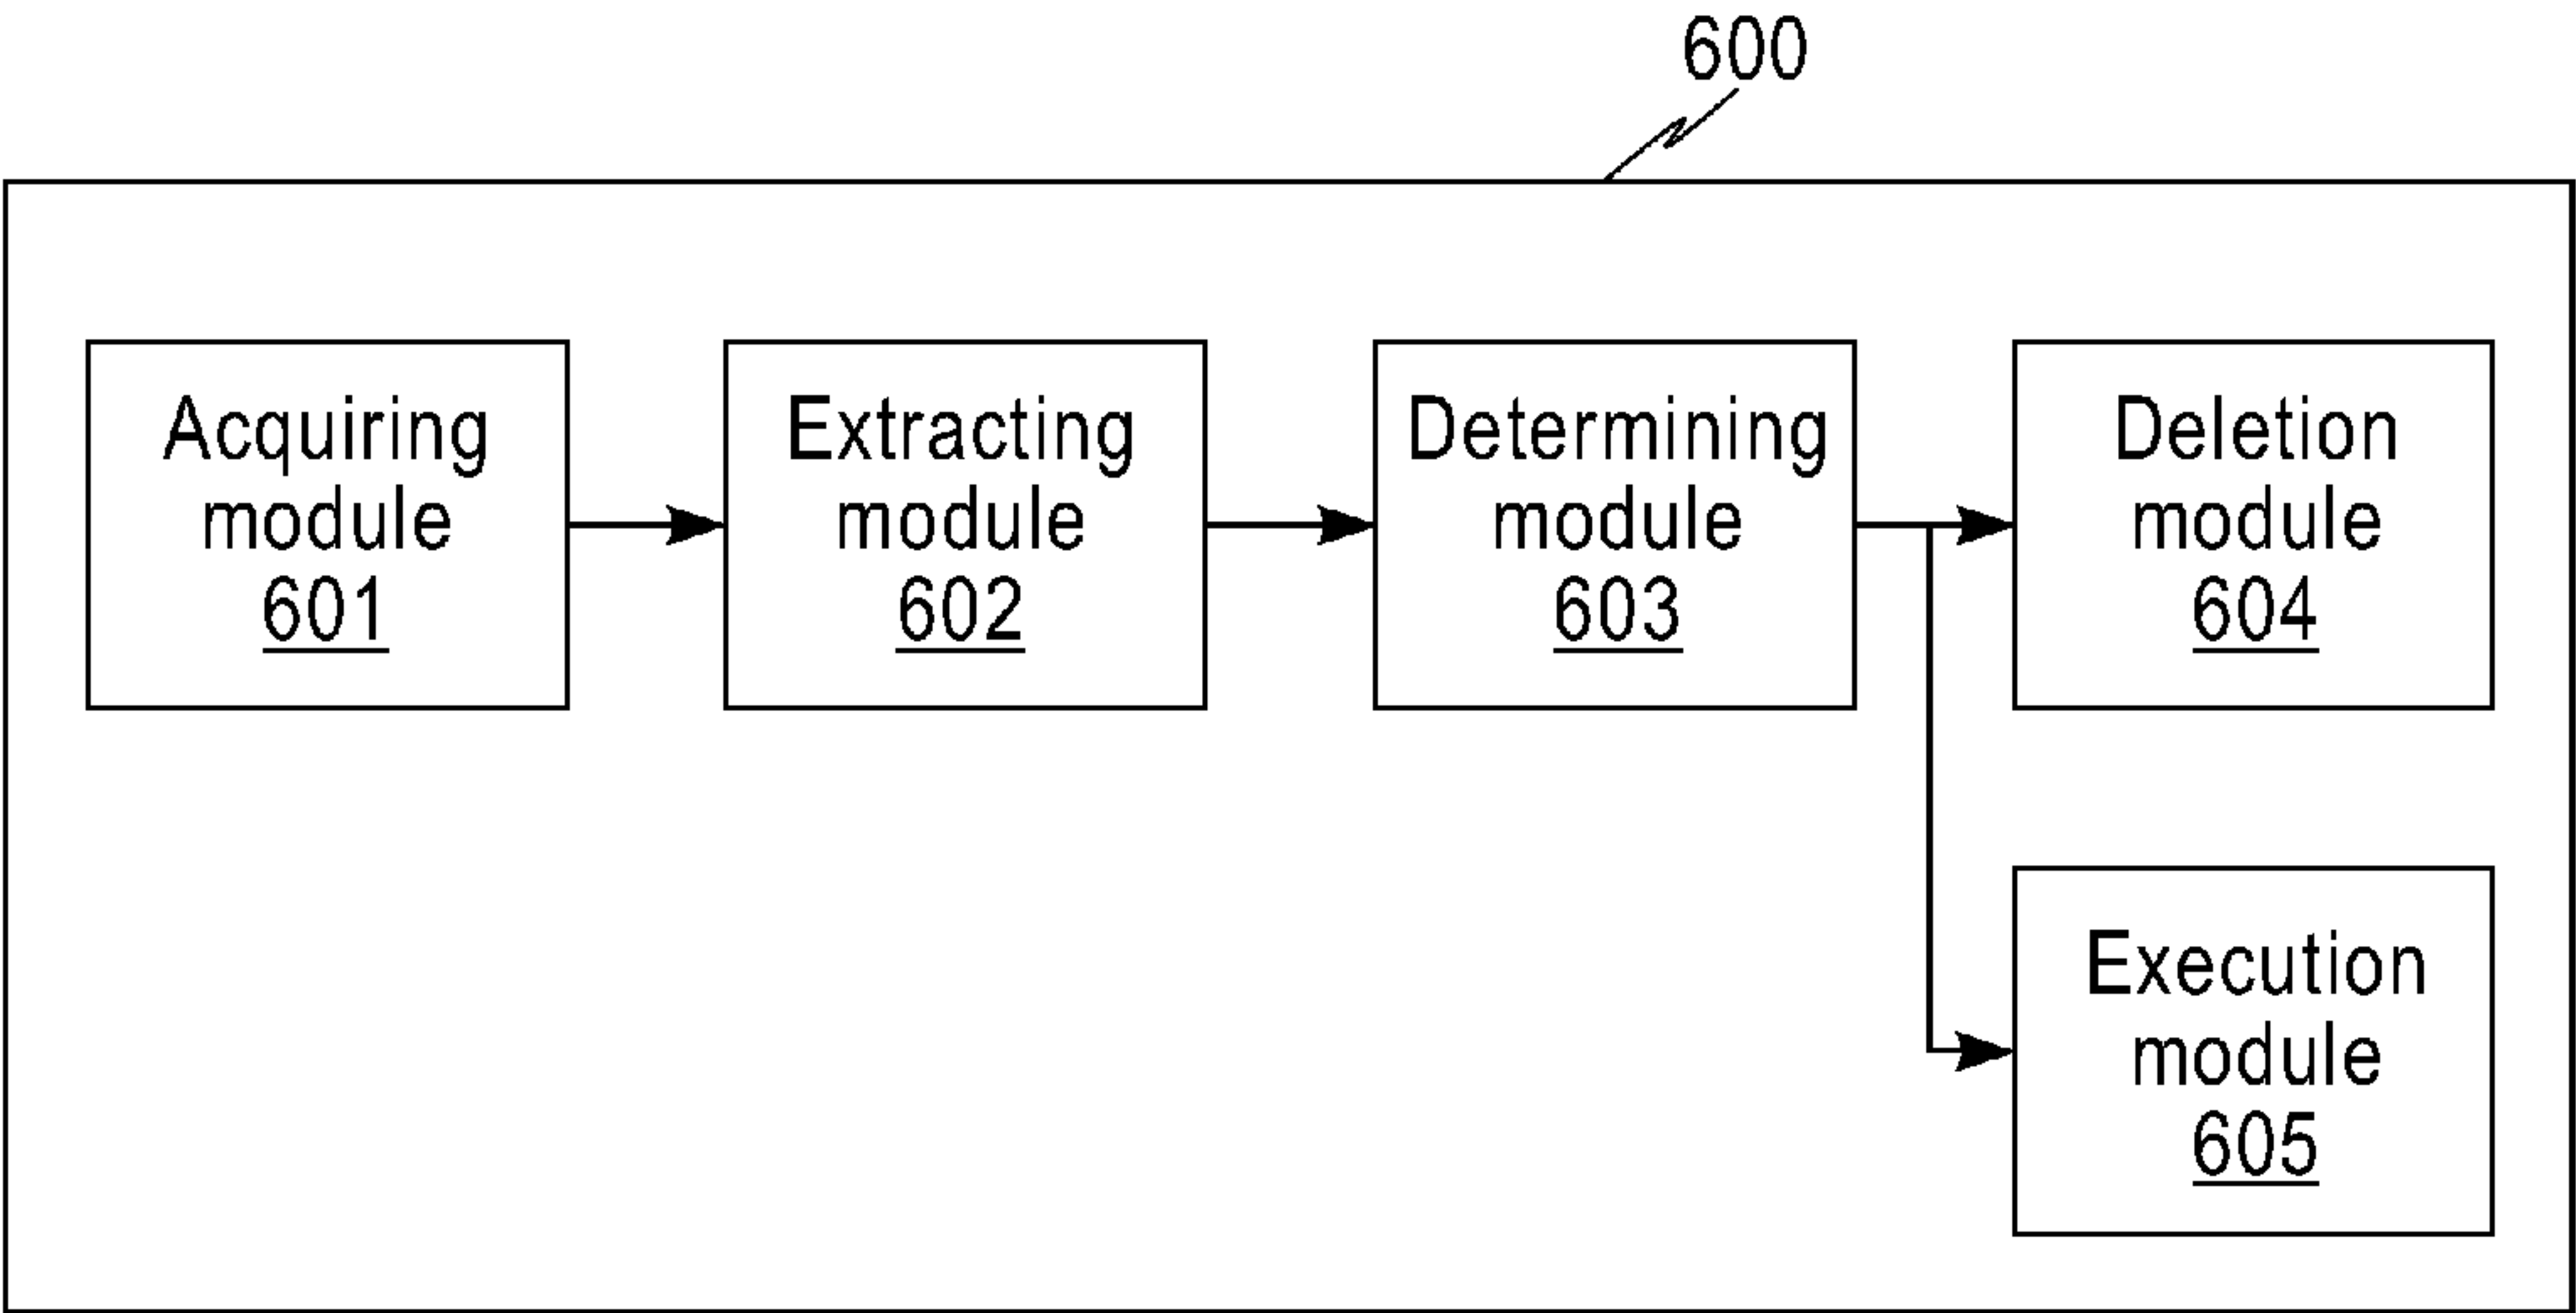 600
Acquiring
module
601
Extracting
module
602
Determining
module
603
Deletion
module
604
Execution
module
605